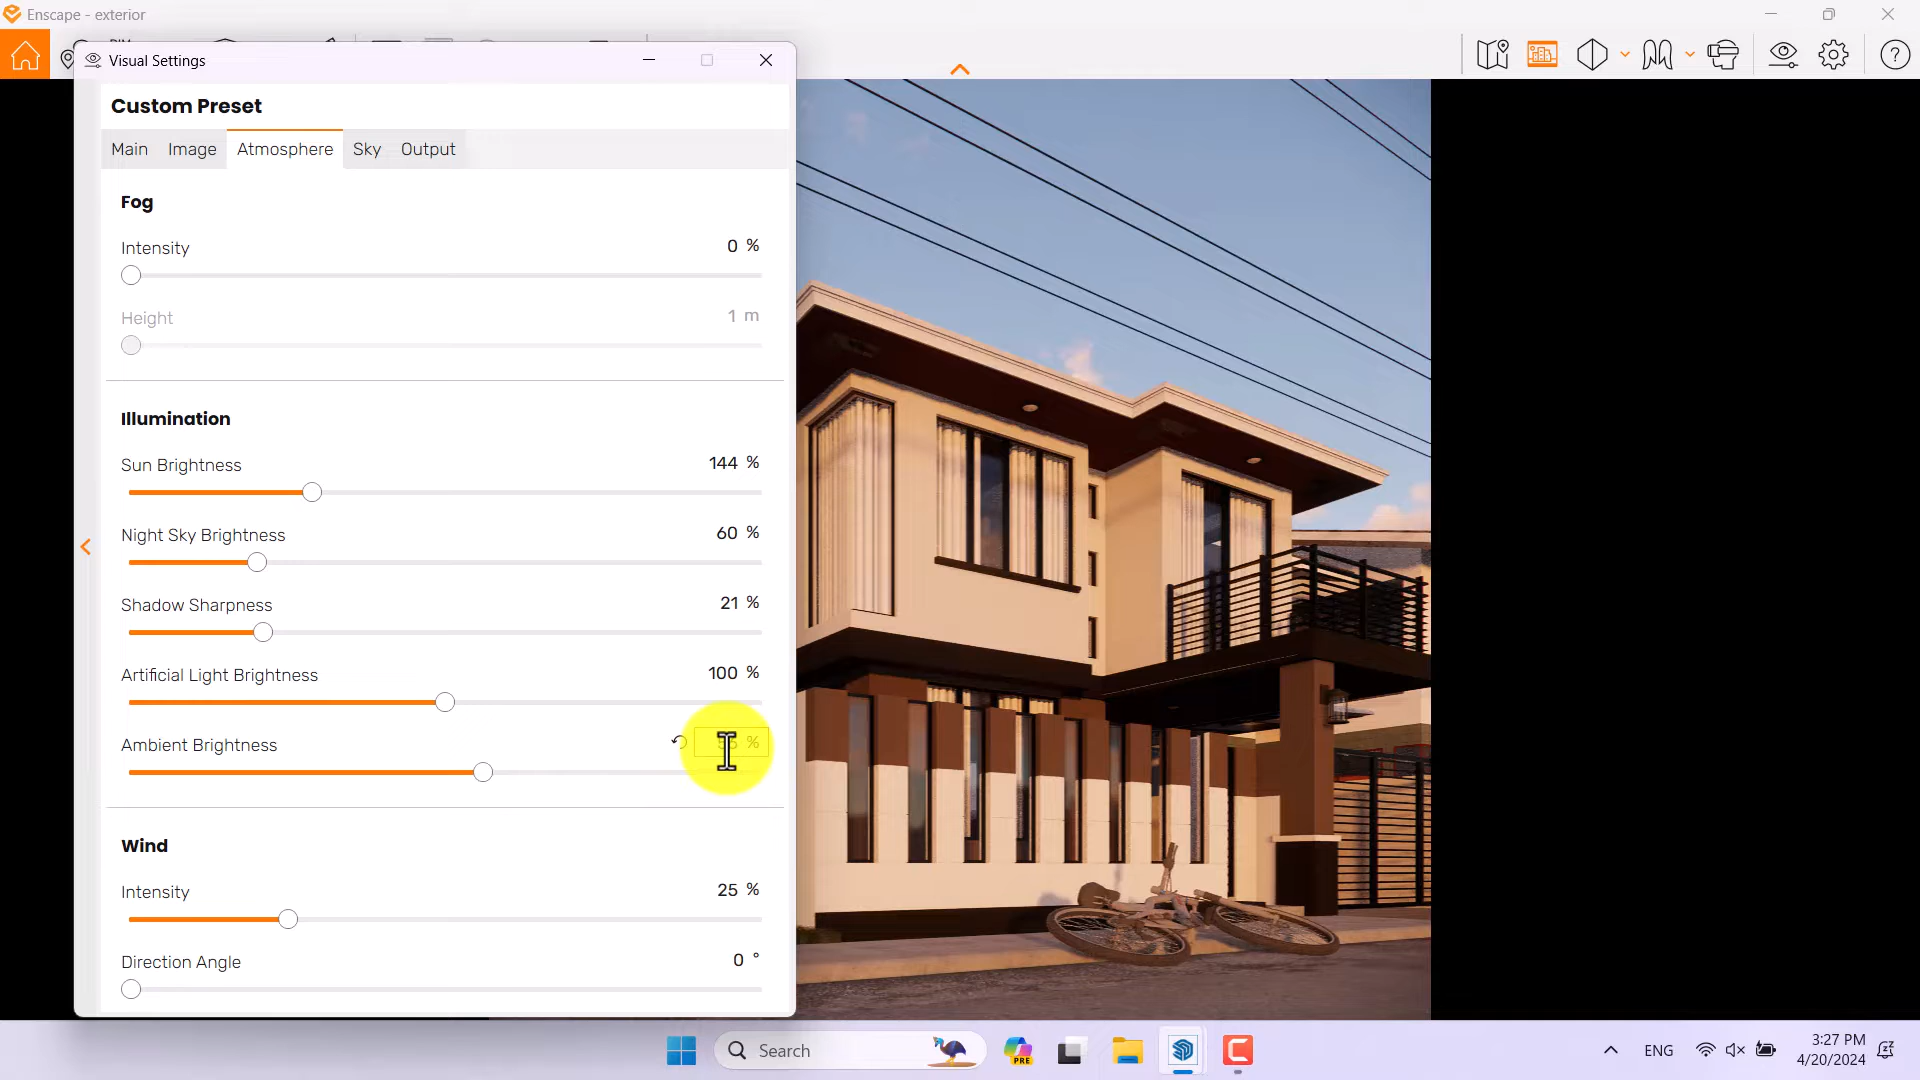 Enscape - exterior
Visual Settings
Custom Preset
Main Image Atmosphere Sky Output
Fog
Intensity 0 %
Height 1 m
Illumination
Sun Brightness 144 %
Night Sky Brightness 60 %
Shadow Sharpness 21 %
Artificial Light Brightness 100 %
Ambient Brightness %
Wind
Intensity 25 %
Direction Angle 0 °
Search
PRE
ENG
3:27 PM
4/20/2024